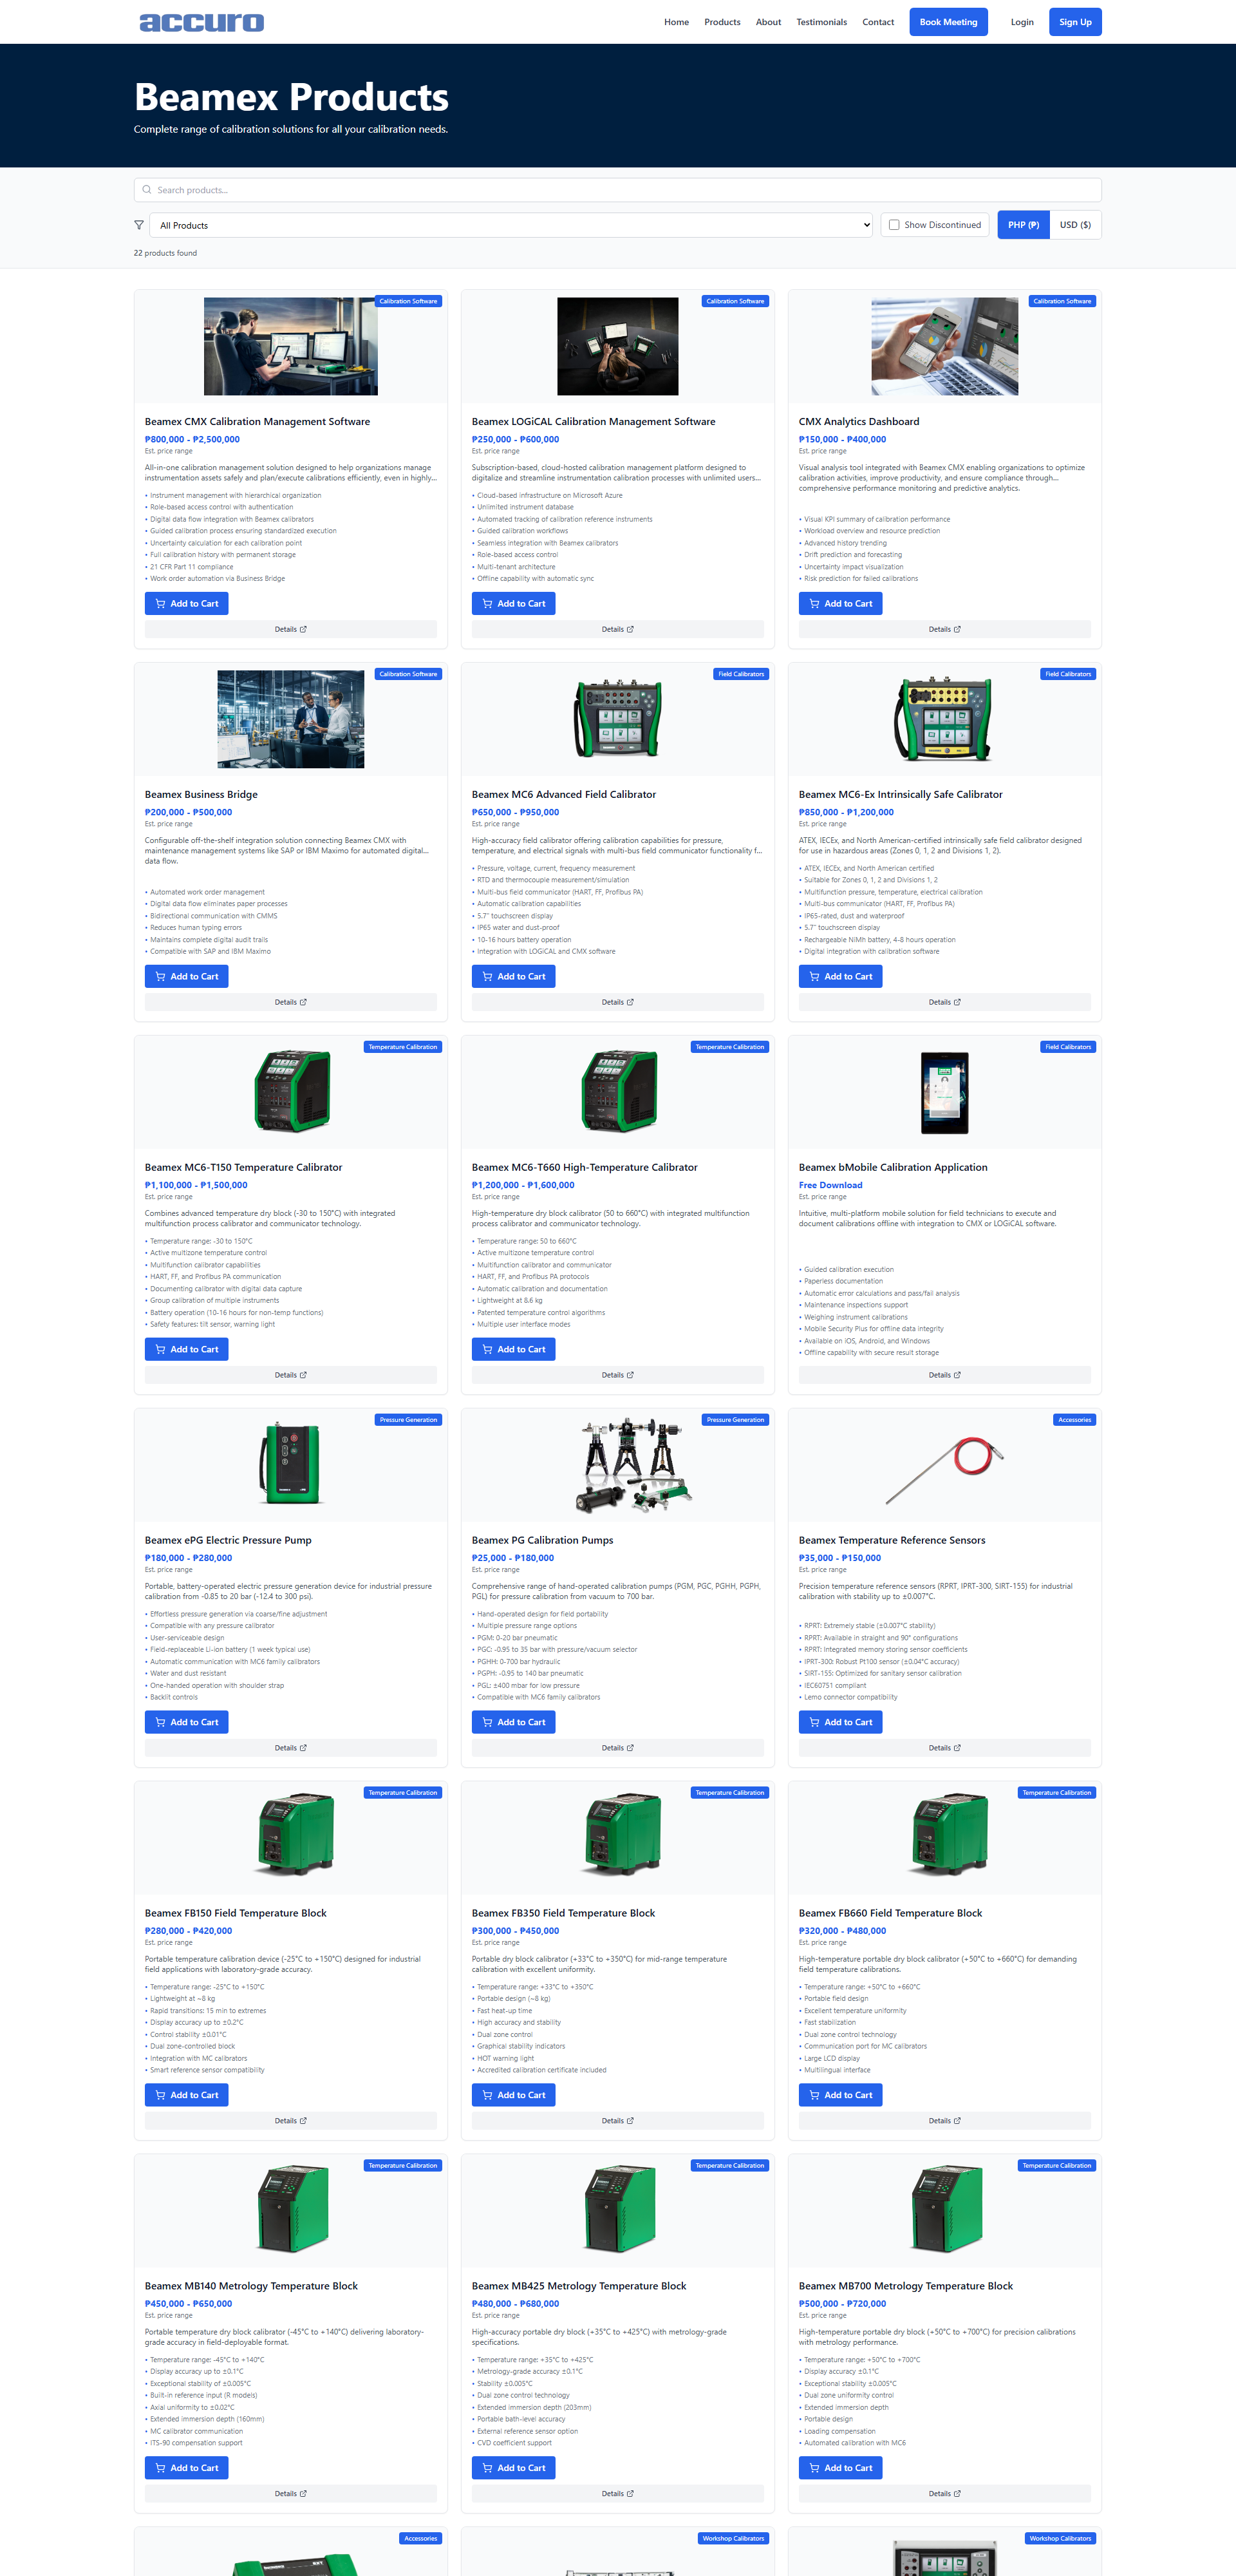 accuro
Home
Products
About
Testimonials
Contact
Book Meeting
Login
Sign Up
Beamex Products
Complete range of calibration solutions for all your calibration needs.
Search products...
All Products
Show Discontinued
PHP (₱)
USD ($)
22 products found
Calibration Software
Beamex CMX Calibration Management Software
₱800,000 - ₱2,500,000
Est. price range
All-in-one calibration management solution designed to help organizations manage
instrumentation assets safely and plan/execute calibrations efficiently, even in highly...
• Instrument management with hierarchical organization
• Role-based access control with authentication
• Digital data flow integration with Beamex calibrators
• Guided calibration process ensuring standardized execution
• Uncertainty calculation for each calibration point
• Full calibration history with permanent storage
• 21 CFR Part 11 compliance
• Work order automation via Business Bridge
Add to Cart
Details
Calibration Software
Beamex LOGiCAL Calibration Management Software
₱250,000 - ₱600,000
Est. price range
Subscription-based, cloud-hosted calibration management platform designed to
digitalize and streamline instrumentation calibration processes with unlimited users...
• Cloud-based infrastructure on Microsoft Azure
• Unlimited instrument database
• Automated tracking of calibration reference instruments
• Guided calibration workflows
• Seamless integration with Beamex calibrators
• Role-based access control
• Multi-tenant architecture
• Offline capability with automatic sync
Add to Cart
Details
Calibration Software
CMX Analytics Dashboard
₱150,000 - ₱400,000
Est. price range
Visual analysis tool integrated with Beamex CMX enabling organizations to optimize
calibration activities, improve productivity, and ensure compliance through...
comprehensive performance monitoring and predictive analytics.
• Visual KPI summary of calibration performance
• Workload overview and resource prediction
• Advanced history trending
• Drift prediction and forecasting
• Uncertainty impact visualization
• Risk prediction for failed calibrations
Add to Cart
Details
Calibration Software
Beamex Business Bridge
₱200,000 - ₱500,000
Est. price range
Configurable off-the-shelf integration solution connecting Beamex CMX with
maintenance management systems like SAP or IBM Maximo for automated digital...
data flow.
• Automated work order management
• Digital data flow eliminates paper processes
• Bidirectional communication with CMMS
• Reduces human typing errors
• Maintains complete digital audit trails
• Compatible with SAP and IBM Maximo
Add to Cart
Details
Field Calibrators
Beamex MC6 Advanced Field Calibrator
₱650,000 - ₱950,000
Est. price range
High-accuracy field calibrator offering calibration capabilities for pressure,
temperature, and electrical signals with multi-bus field communicator functionality f...
• Pressure, voltage, current, frequency measurement
• RTD and thermocouple measurement/simulation
• Multi-bus field communicator (HART, FF, Profibus PA)
• Automatic calibration capabilities
• 5.7" touchscreen display
• IP65 water and dust-proof
• 10-16 hours battery operation
• Integration with LOGiCAL and CMX software
Add to Cart
Details
Field Calibrators
Beamex MC6-Ex Intrinsically Safe Calibrator
₱850,000 - ₱1,200,000
Est. price range
ATEX, IECEx, and North American-certified intrinsically safe field calibrator designed
for use in hazardous areas (Zones 0, 1, 2 and Divisions 1, 2).
• ATEX, IECEx, and North American certified
• Suitable for Zones 0, 1, 2 and Divisions 1, 2
• Multifunction pressure, temperature, electrical calibration
• Multi-bus communicator (HART, FF, Profibus PA)
• IP65-rated, dust and waterproof
• 5.7" touchscreen display
• Rechargeable NiMh battery, 4-8 hours operation
• Digital integration with calibration software
Add to Cart
Details
Temperature Calibration
Beamex MC6-T150 Temperature Calibrator
₱1,100,000 - ₱1,500,000
Est. price range
Combines advanced temperature dry block (-30 to 150°C) with integrated
multifunction process calibrator and communicator technology.
• Temperature range: -30 to 150°C
• Active multizone temperature control
• Multifunction calibrator capabilities
• HART, FF, and Profibus PA communication
• Documenting calibrator with digital data capture
• Group calibration of multiple instruments
• Battery operation (10-16 hours for non-temp functions)
• Safety features: tilt sensor, warning light
Add to Cart
Details
Temperature Calibration
Beamex MC6-T660 High-Temperature Calibrator
₱1,200,000 - ₱1,600,000
Est. price range
High-temperature dry block calibrator (50 to 660°C) with integrated multifunction
process calibrator and communicator technology.
• Temperature range: 50 to 660°C
• Active multizone temperature control
• Multifunction calibrator and communicator
• HART, FF, and Profibus PA protocols
• Automatic calibration and documentation
• Lightweight at 8.6 kg
• Patented temperature control algorithms
• Multiple user interface modes
Add to Cart
Details
Field Calibrators
Beamex bMobile Calibration Application
Free Download
Est. price range
Intuitive, multi-platform mobile solution for field technicians to execute and
document calibrations offline with integration to CMX or LOGiCAL software.
• Guided calibration execution
• Paperless documentation
• Automatic error calculations and pass/fail analysis
• Maintenance inspections support
• Weighing instrument calibrations
• Mobile Security Plus for offline data integrity
• Available on iOS, Android, and Windows
• Offline capability with secure result storage
Details
Pressure Generation
Beamex ePG Electric Pressure Pump
₱180,000 - ₱280,000
Est. price range
Portable, battery-operated electric pressure generation device for industrial pressure
calibration from -0.85 to 20 bar (-12.4 to 300 psi).
• Effortless pressure generation via coarse/fine adjustment
• Compatible with any pressure calibrator
• User-serviceable design
• Field-replaceable Li-ion battery (1 week typical use)
• Automatic communication with MC6 family calibrators
• Water and dust resistant
• One-handed operation with shoulder strap
• Backlit controls
Add to Cart
Details
Pressure Generation
Beamex PG Calibration Pumps
₱25,000 - ₱180,000
Est. price range
Comprehensive range of hand-operated calibration pumps (PGM, PGC, PGHH, PGPH,
PGL) for pressure calibration from vacuum to 700 bar.
• Hand-operated design for field portability
• Multiple pressure range options
• PGM: 0-20 bar pneumatic
• PGC: -0.95 to 35 bar with pressure/vacuum selector
• PGHH: 0-700 bar hydraulic
• PGPH: -0.95 to 140 bar pneumatic
• PGL: ±400 mbar for low pressure
• Compatible with MC6 family calibrators
Add to Cart
Details
Accessories
Beamex Temperature Reference Sensors
₱35,000 - ₱150,000
Est. price range
Precision temperature reference sensors (RPRT, IPRT-300, SIRT-155) for industrial
calibration with stability up to ±0.007°C.
• RPRT: Extremely stable (±0.007°C stability)
• RPRT: Available in straight and 90° configurations
• RPRT: Integrated memory storing sensor coefficients
• IPRT-300: Robust Pt100 sensor (±0.04°C accuracy)
• SIRT-155: Optimized for sanitary sensor calibration
• IEC60751 compliant
• Lemo connector compatibility
Add to Cart
Details
Temperature Calibration
Beamex FB150 Field Temperature Block
₱280,000 - ₱420,000
Est. price range
Portable temperature calibration device (-25°C to +150°C) designed for industrial
field applications with laboratory-grade accuracy.
• Temperature range: -25°C to +150°C
• Lightweight at ~8 kg
• Rapid transitions: 15 min to extremes
• Display accuracy up to ±0.2°C
• Control stability ±0.01°C
• Dual zone-controlled block
• Integration with MC calibrators
• Smart reference sensor compatibility
Add to Cart
Details
Temperature Calibration
Beamex FB350 Field Temperature Block
₱300,000 - ₱450,000
Est. price range
Portable dry block calibrator (+33°C to +350°C) for mid-range temperature
calibration with excellent uniformity.
• Temperature range: +33°C to +350°C
• Portable design (~8 kg)
• Fast heat-up time
• High accuracy and stability
• Dual zone control
• Graphical stability indicators
• HOT warning light
• Accredited calibration certificate included
Add to Cart
Details
Temperature Calibration
Beamex FB660 Field Temperature Block
₱320,000 - ₱480,000
Est. price range
High-temperature portable dry block calibrator (+50°C to +660°C) for demanding
field temperature calibrations.
• Temperature range: +50°C to +660°C
• Portable field design
• Excellent temperature uniformity
• Fast stabilization
• Dual zone control technology
• Communication port for MC calibrators
• Large LCD display
• Multilingual interface
Add to Cart
Details
Temperature Calibration
Beamex MB140 Metrology Temperature Block
₱450,000 - ₱650,000
Est. price range
Portable temperature dry block calibrator (-45°C to +140°C) delivering laboratory-
grade accuracy in field-deployable format.
• Temperature range: -45°C to +140°C
• Display accuracy up to ±0.1°C
• Exceptional stability of ±0.005°C
• Built-in reference input (R models)
• Axial uniformity to ±0.02°C
• Extended immersion depth (160mm)
• MC calibrator communication
• ITS-90 compensation support
Add to Cart
Details
Temperature Calibration
Beamex MB425 Metrology Temperature Block
₱480,000 - ₱680,000
Est. price range
High-accuracy portable dry block (+35°C to +425°C) with metrology-grade
specifications.
• Temperature range: +35°C to +425°C
• Metrology-grade accuracy ±0.1°C
• Stability ±0.005°C
• Dual zone control technology
• Extended immersion depth (203mm)
• Portable bath-level accuracy
• External reference sensor option
• CVD coefficient support
Add to Cart
Details
Temperature Calibration
Beamex MB700 Metrology Temperature Block
₱500,000 - ₱720,000
Est. price range
High-temperature portable dry block (+50°C to +700°C) for precision calibrations
with metrology performance.
• Temperature range: +50°C to +700°C
• Display accuracy ±0.1°C
• Exceptional stability ±0.005°C
• Dual zone uniformity control
• Extended immersion depth
• Portable design
• Loading compensation
• Automated calibration with MC6
Add to Cart
Details
Accessories
Workshop Calibrators
Workshop Calibrators